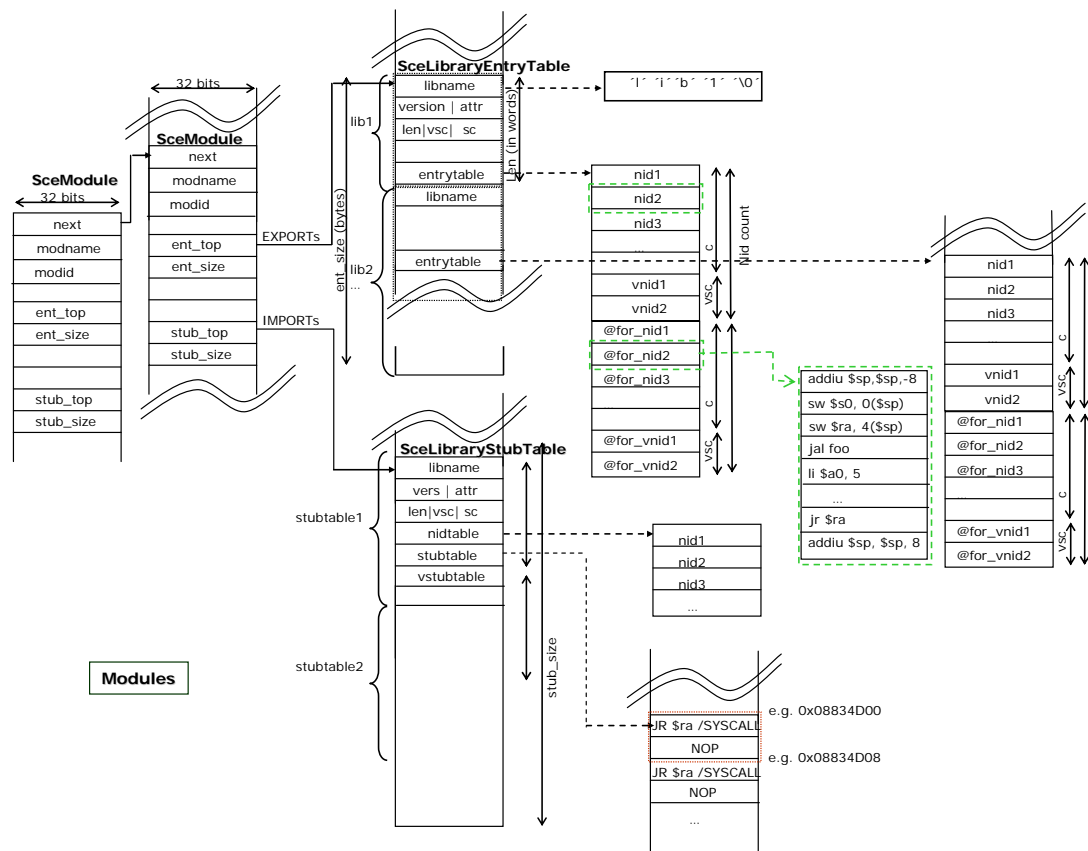 SceModule
32 bits
next
modname
modid
ent_top
ent_size
stub_top
stub_size
32 bits
SceModule
next
modname
modid
ent_top
ent_size
stub_top
stub_size
EXPORTs
IMPORTs
SceLibraryEntryTable
libname
version | attr
len|vsc| sc
entrytable
libname
entrytable
lib1
lib2
...
ent_size (bytes)
Len (in words)
´l´ ´i´´b´ ´1´ ´\0´
nid1
nid2
nid3
...
vnid1
vnid2
@for_nid1
@for_nid2
@for_nid3
...
@for_vnid1
@for_vnid2
c
vsc
Nid count
c
vsc
addiu $sp,$sp,-8
sw $s0, 0($sp)
sw $ra, 4($sp)
jal foo
li $a0, 5
...
jr $ra
addiu $sp, $sp, 8
nid1
nid2
nid3
...
vnid1
vnid2
@for_nid1
@for_nid2
@for_nid3
...
@for_vnid1
@for_vnid2
c
vsc
c
vsc
SceLibraryStubTable
libname
vers | attr
len|vsc| sc
nidtable
stubtable
vstubtable
stubtable1
stubtable2
stub_size
nid1
nid2
nid3
...
e.g. 0x08834D00
JR $ra /SYSCALL
NOP
e.g. 0x08834D08
JR $ra /SYSCALL
NOP
...
Modules